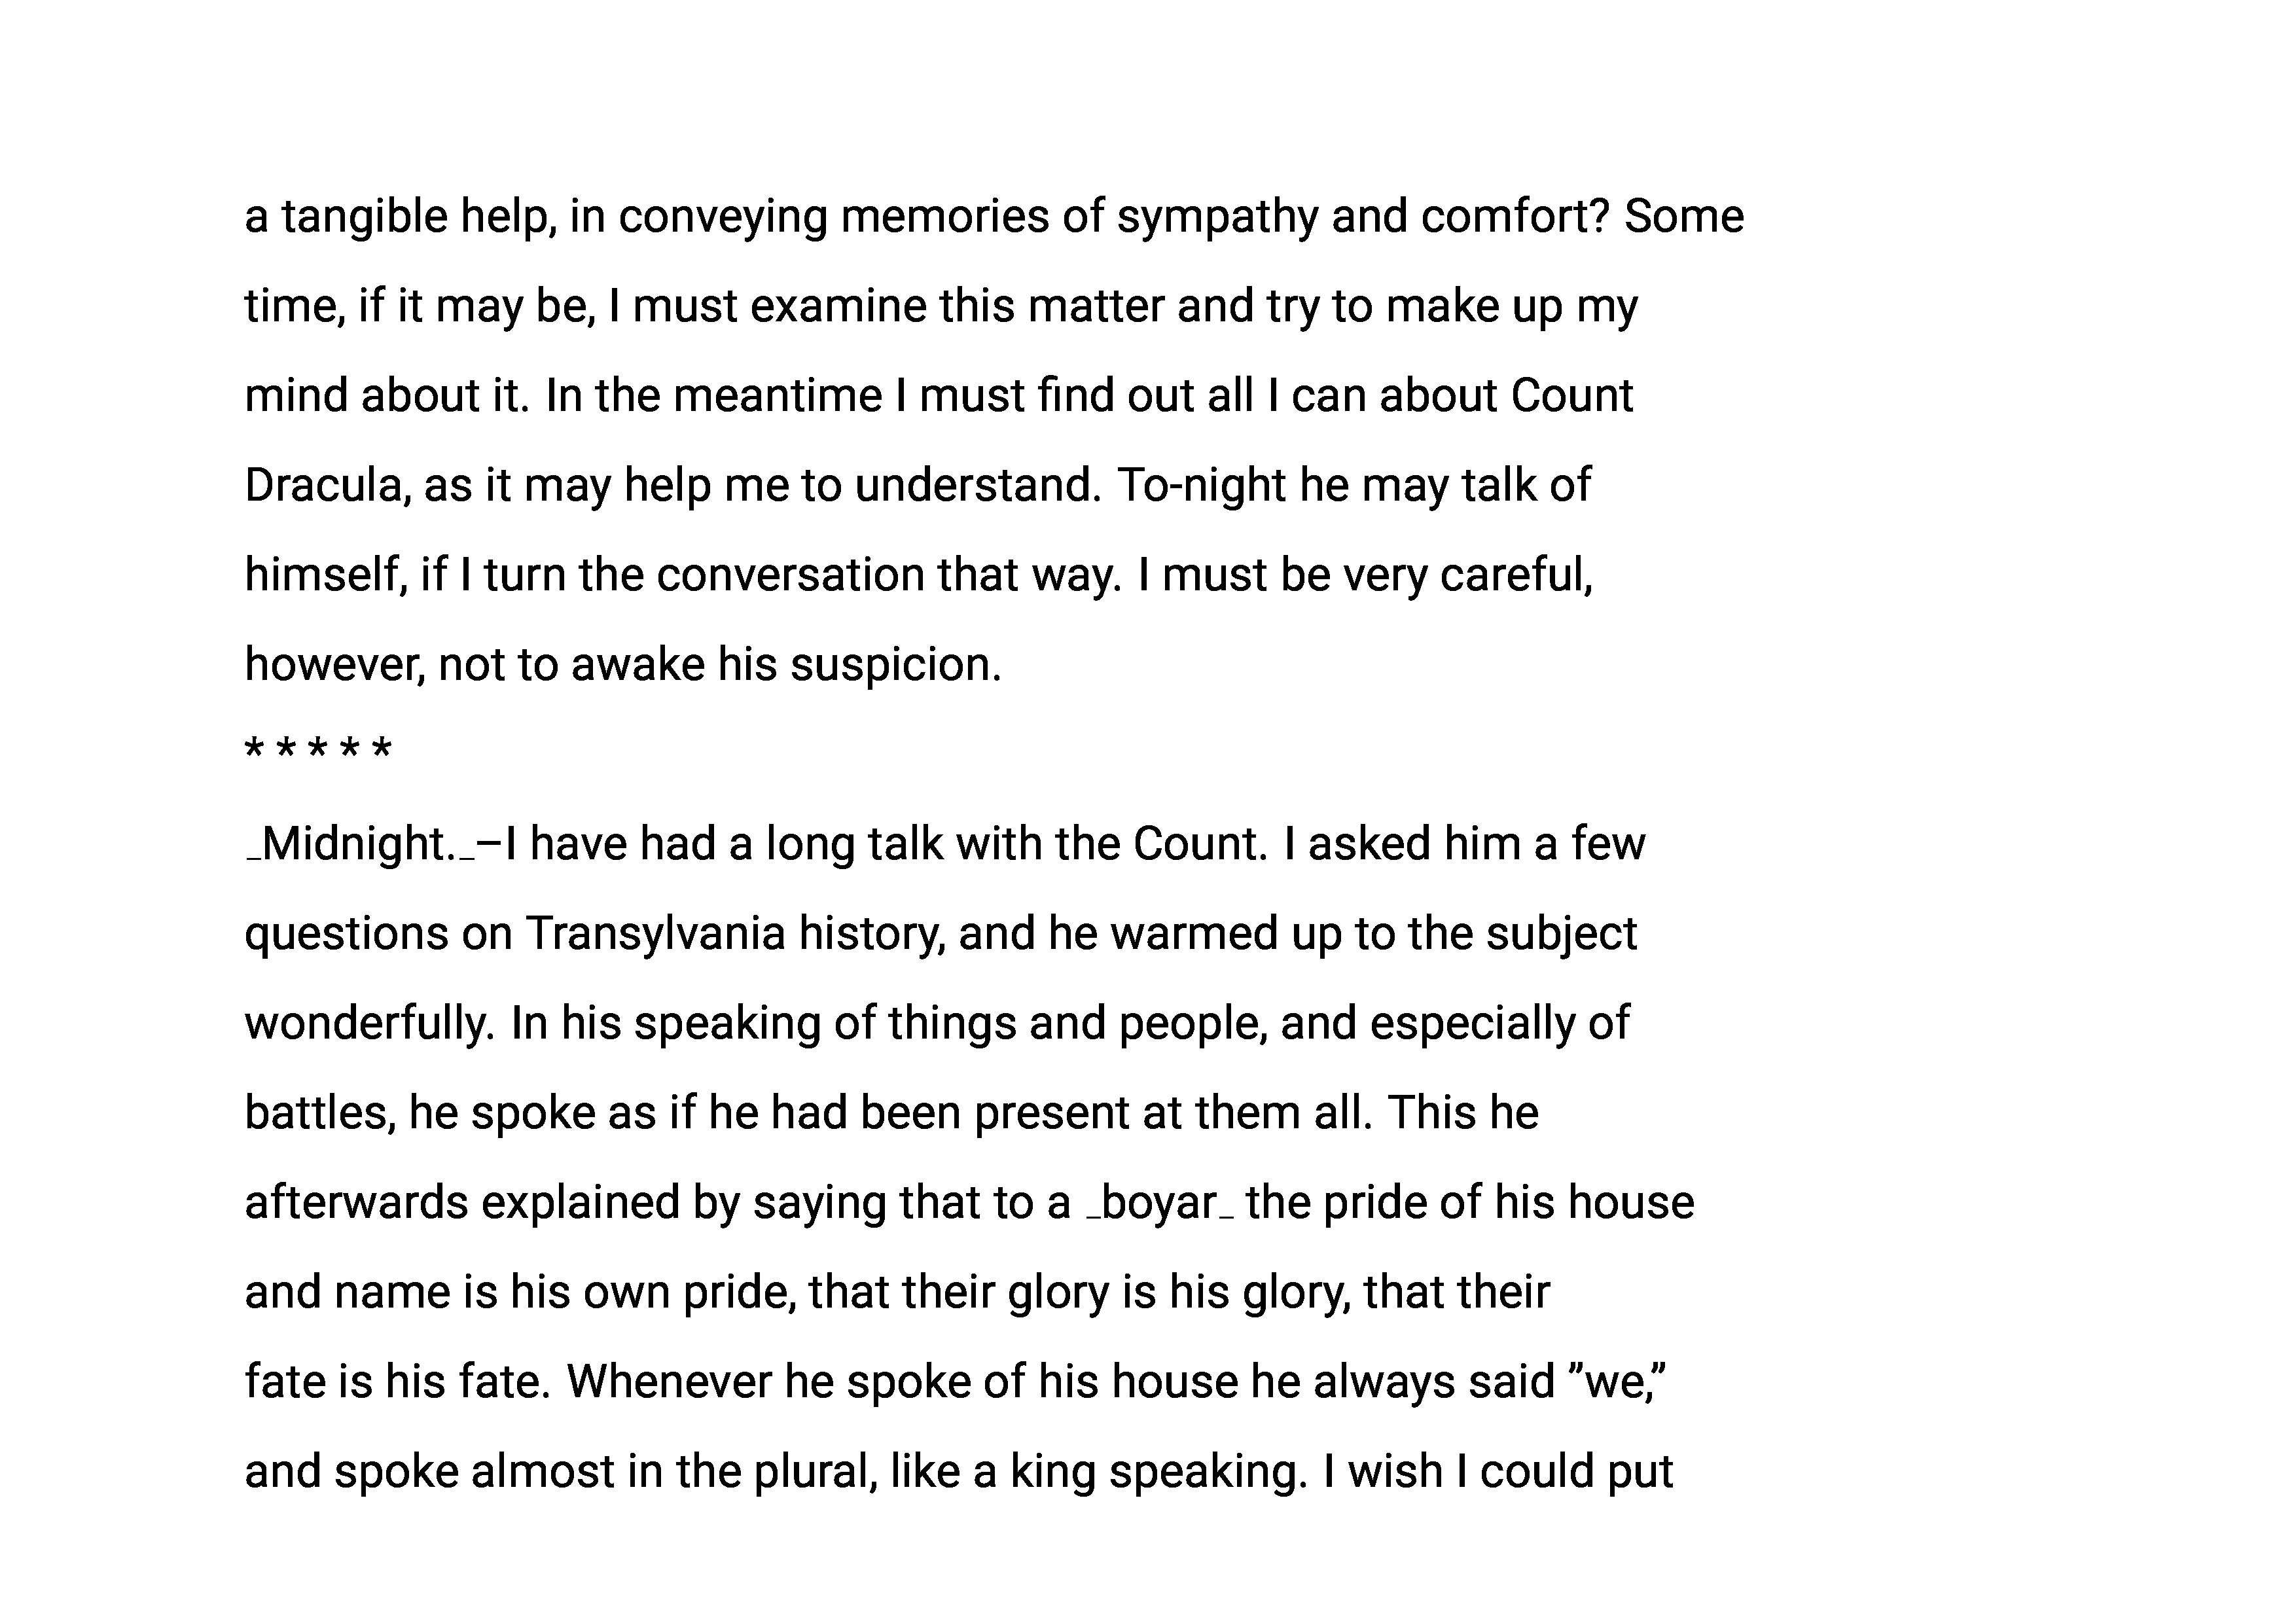 a tangible help, in conveying memories of sympathy and comfort? Some
time, if it may be, I must examine this matter and try to make up my
mind about it. In the meantime I must find out all I can about Count
Dracula, as it may help me to understand. To-night he may talk of
himself, if I turn the conversation that way. I must be very careful,
however, not to awake his suspicion.
* * * * *
_Midnight._–I have had a long talk with the Count. I asked him a few
questions on Transylvania history, and he warmed up to the subject
wonderfully. In his speaking of things and people, and especially of
battles, he spoke as if he had been present at them all. This he
afterwards explained by saying that to a _boyar_ the pride of his house
and name is his own pride, that their glory is his glory, that their
fate is his fate. Whenever he spoke of his house he always said ”we,”
and spoke almost in the plural, like a king speaking. I wish I could put